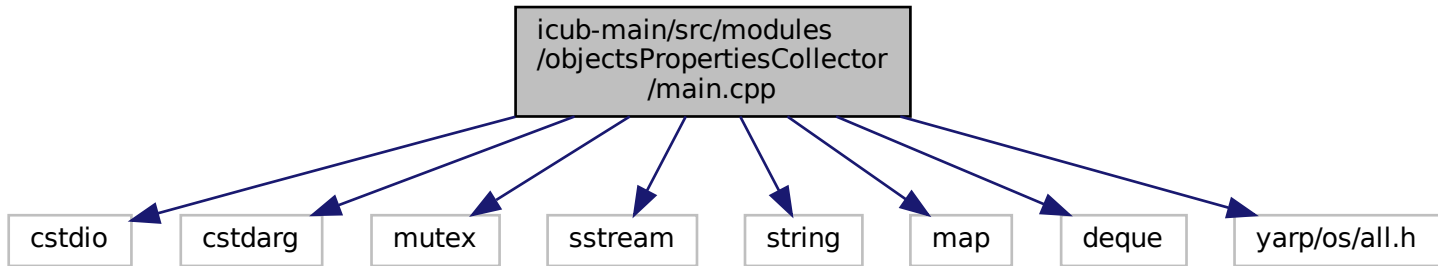 icub-main/src/modules
/objectsPropertiesCollector
/main.cpp
cstdio
cstdarg
mutex
sstream
string
map
deque
yarp/os/all.h